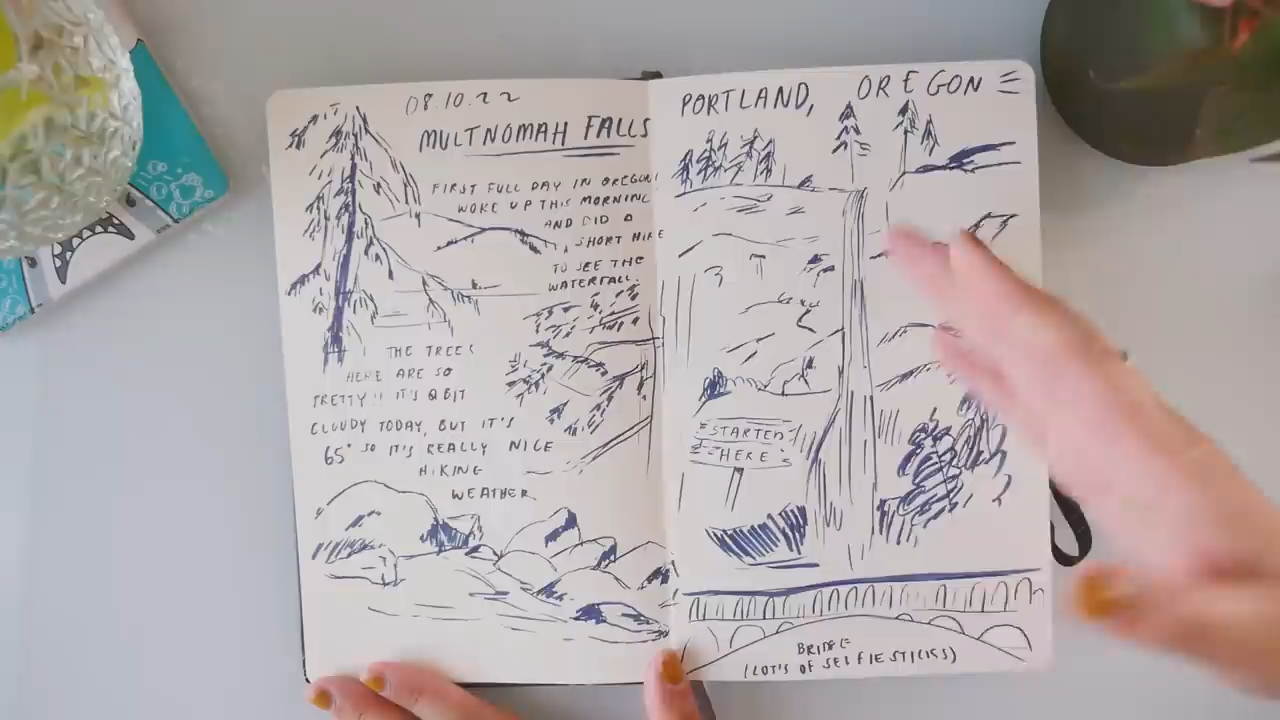 08.10.22
MULTNOMAH FALLS
FIRST FULL DAY IN OREGON!
WOKE UP THIS MORNING
AND DID A
SHORT HIKE
TO SEE THE
WATERFALL.
THE TREES
HERE ARE SO
PRETTY!! IT'S A BIT
CLOUDY TODAY, BUT IT'S
65° SO IT'S REALLY NICE
HIKING
WEATHER
PORTLAND, OREGON
STARTED
HERE
BRIDGE
(LOT'S OF SELFIE STICKS)